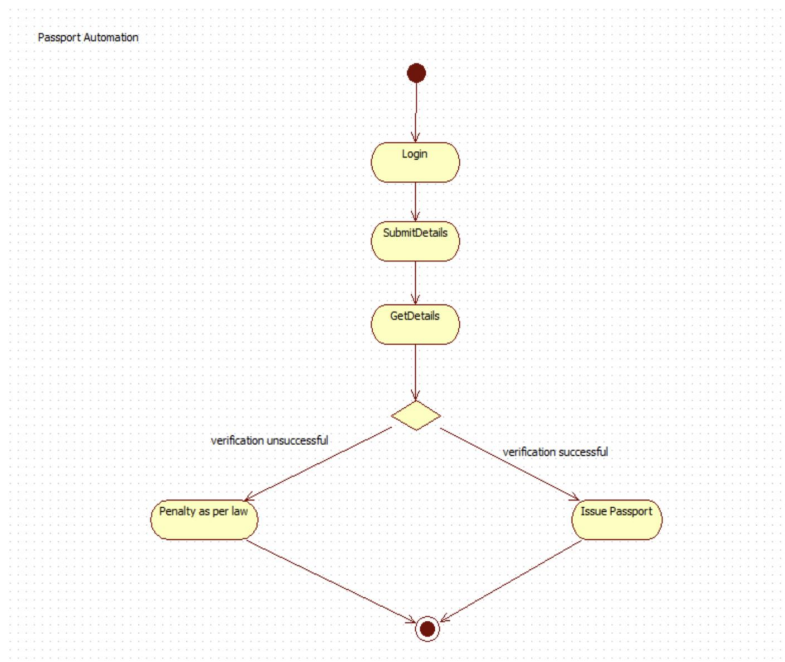 Passport Automation
Login
SubmitDetails
GetDetails
verification unsuccessful
verification successful
Penalty as per law
Issue Passport